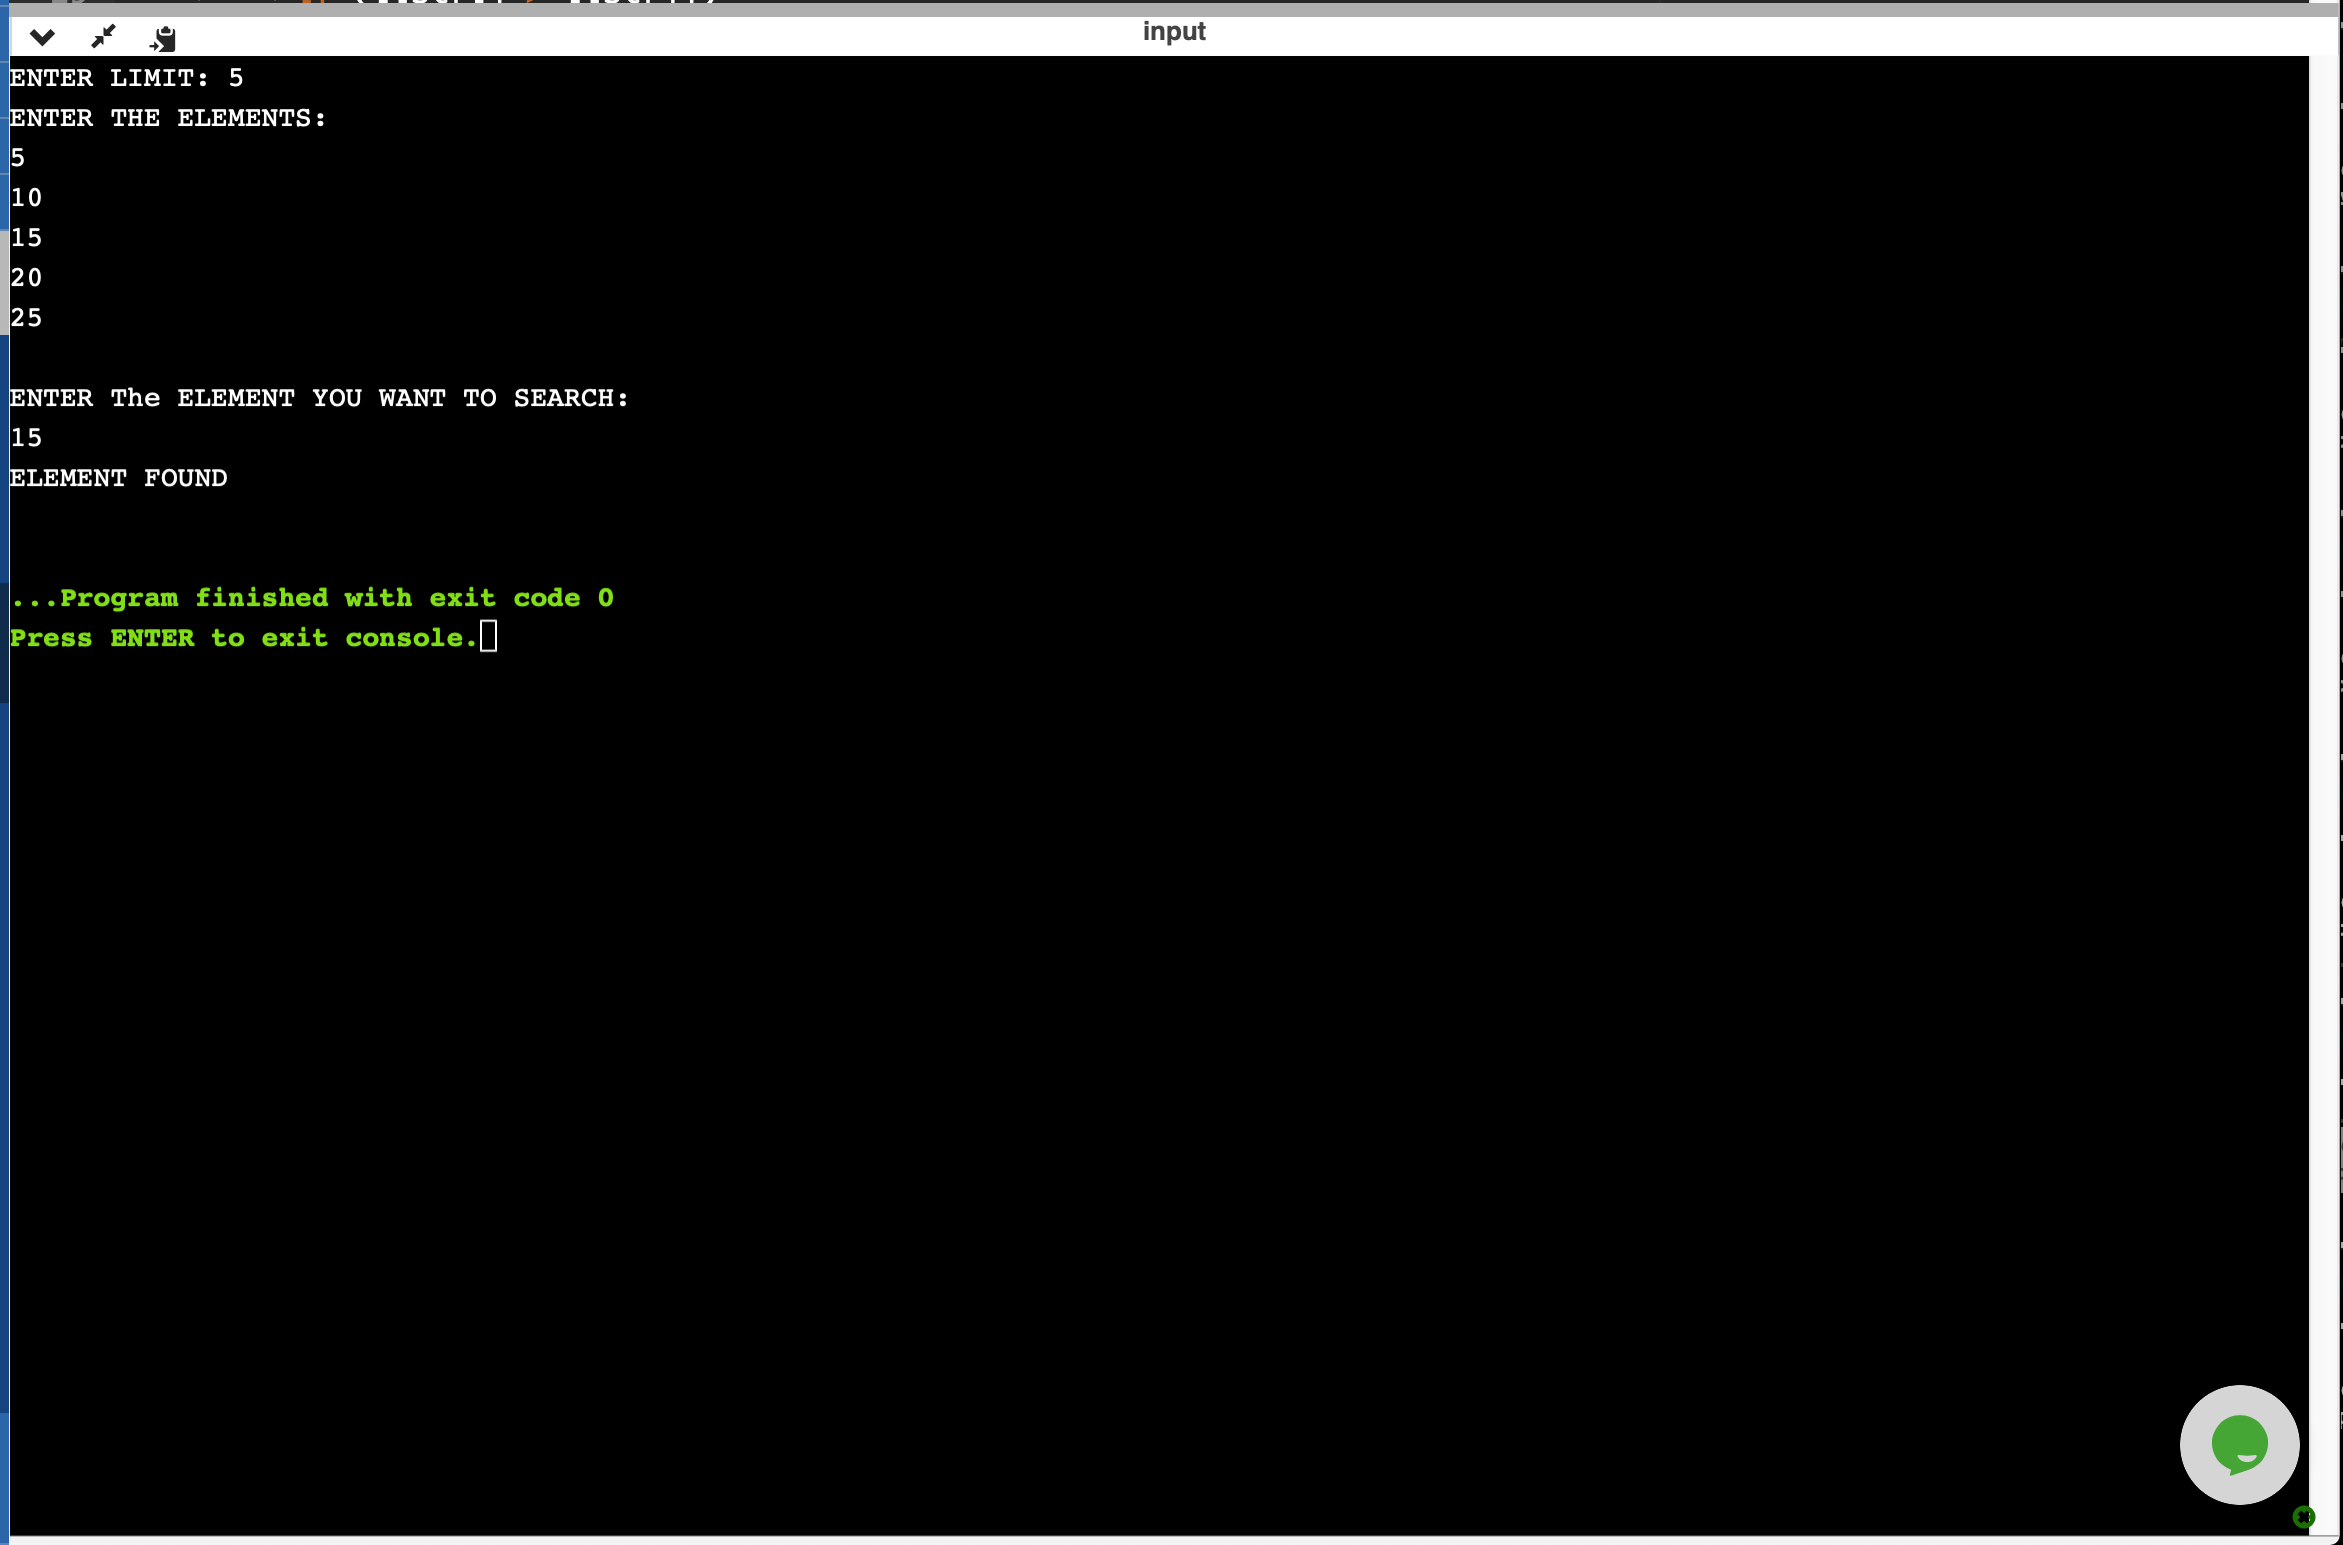 input
ENTER LIMIT: 5
ENTER THE ELEMENTS:
5
10
15
20
25
ENTER The ELEMENT YOU WANT TO SEARCH:
15
ELEMENT FOUND
...Program finished with exit code 0
Press ENTER to exit console.